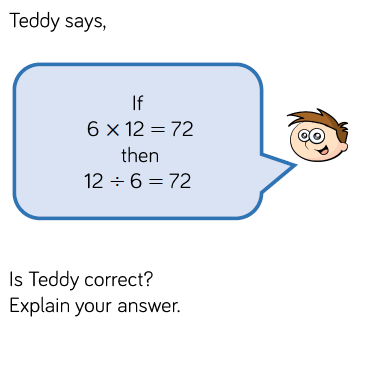 Teddy says,
If
6 × 12 = 72
then
12 ÷ 6 = 72
Is Teddy correct?
Explain your answer.